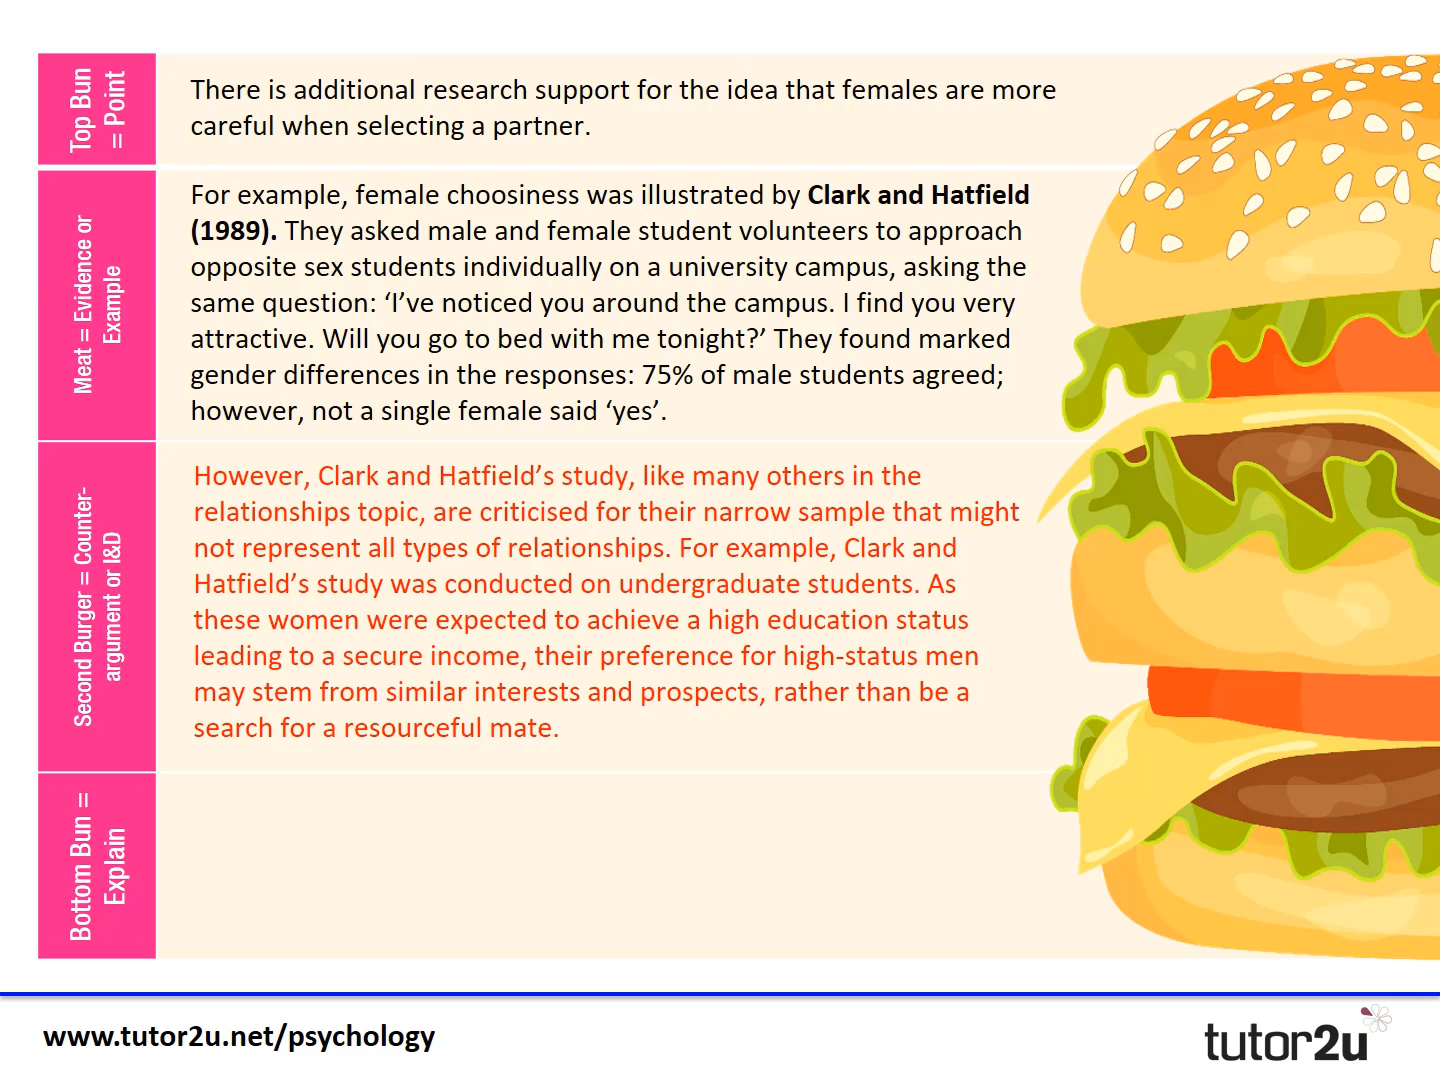 Top Bun
= Point
There is additional research support for the idea that females are more
careful when selecting a partner.
Meat = Evidence or
Example
For example, female choosiness was illustrated by Clark and Hatfield
(1989). They asked male and female student volunteers to approach
opposite sex students individually on a university campus, asking the
same question: ‘I’ve noticed you around the campus. I find you very
attractive. Will you go to bed with me tonight?’ They found marked
gender differences in the responses: 75% of male students agreed;
however, not a single female said ‘yes’.
Second Burger = Counter-
argument or I&D
However, Clark and Hatfield’s study, like many others in the
relationships topic, are criticised for their narrow sample that might
not represent all types of relationships. For example, Clark and
Hatfield’s study was conducted on undergraduate students. As
these women were expected to achieve a high education status
leading to a secure income, their preference for high-status men
may stem from similar interests and prospects, rather than be a
search for a resourceful mate.
Bottom Bun =
Explain
www.tutor2u.net/psychology
tutor2u